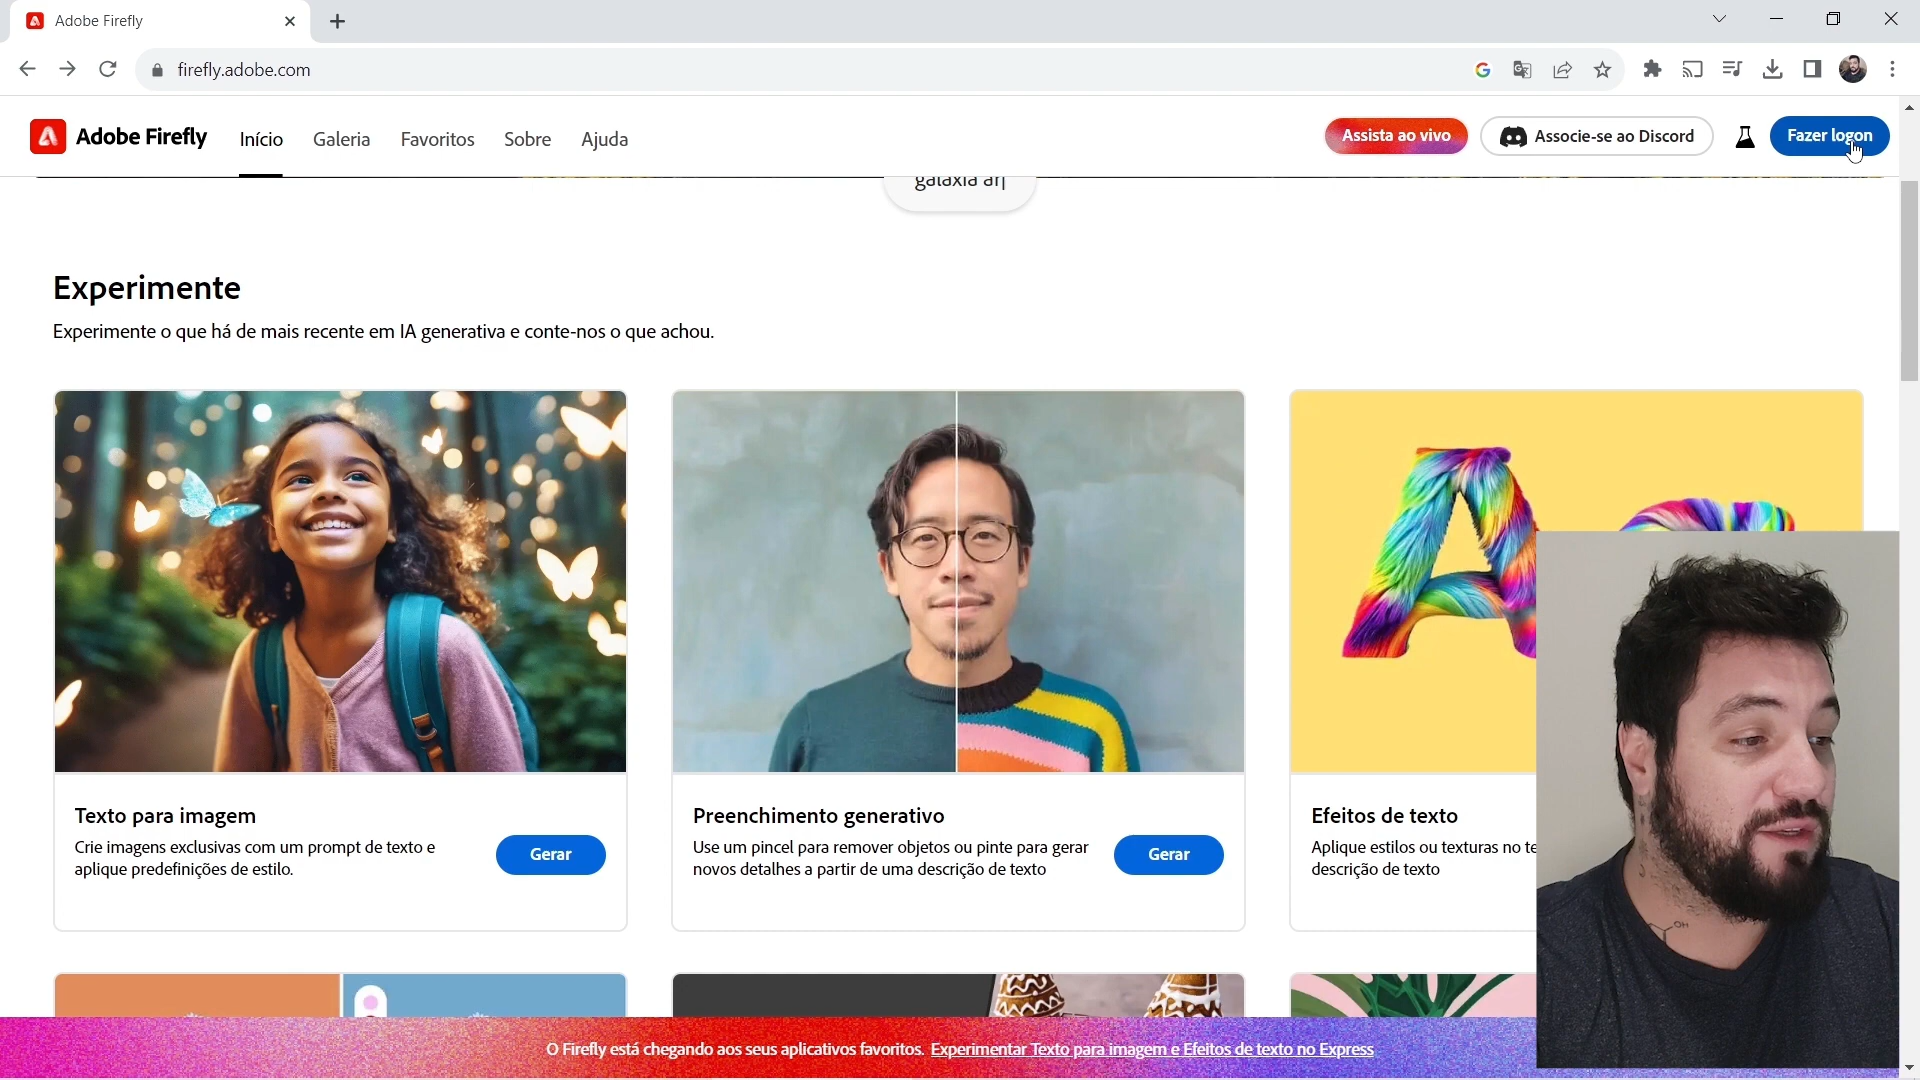 Adobe Firefly
firefly.adobe.com
Adobe Firefly
Início
Galeria
Favoritos
Sobre
Ajuda
Assista ao vivo
Associe-se ao Discord
Fazer logon
galáxia ar
Experimente
Experimente o que há de mais recente em IA generativa e conte-nos o que achou.
Texto para imagem
Crie imagens exclusivas com um prompt de texto e
aplique predefinições de estilo.
Gerar
Preenchimento generativo
Use um pincel para remover objetos ou pinte para gerar
novos detalhes a partir de uma descrição de texto
Gerar
Efeitos de texto
Aplique estilos ou texturas no
descrição de texto
O Firefly está chegando aos seus aplicativos favoritos. Experimentar Texto para imagem e Efeitos de texto no Express
OH